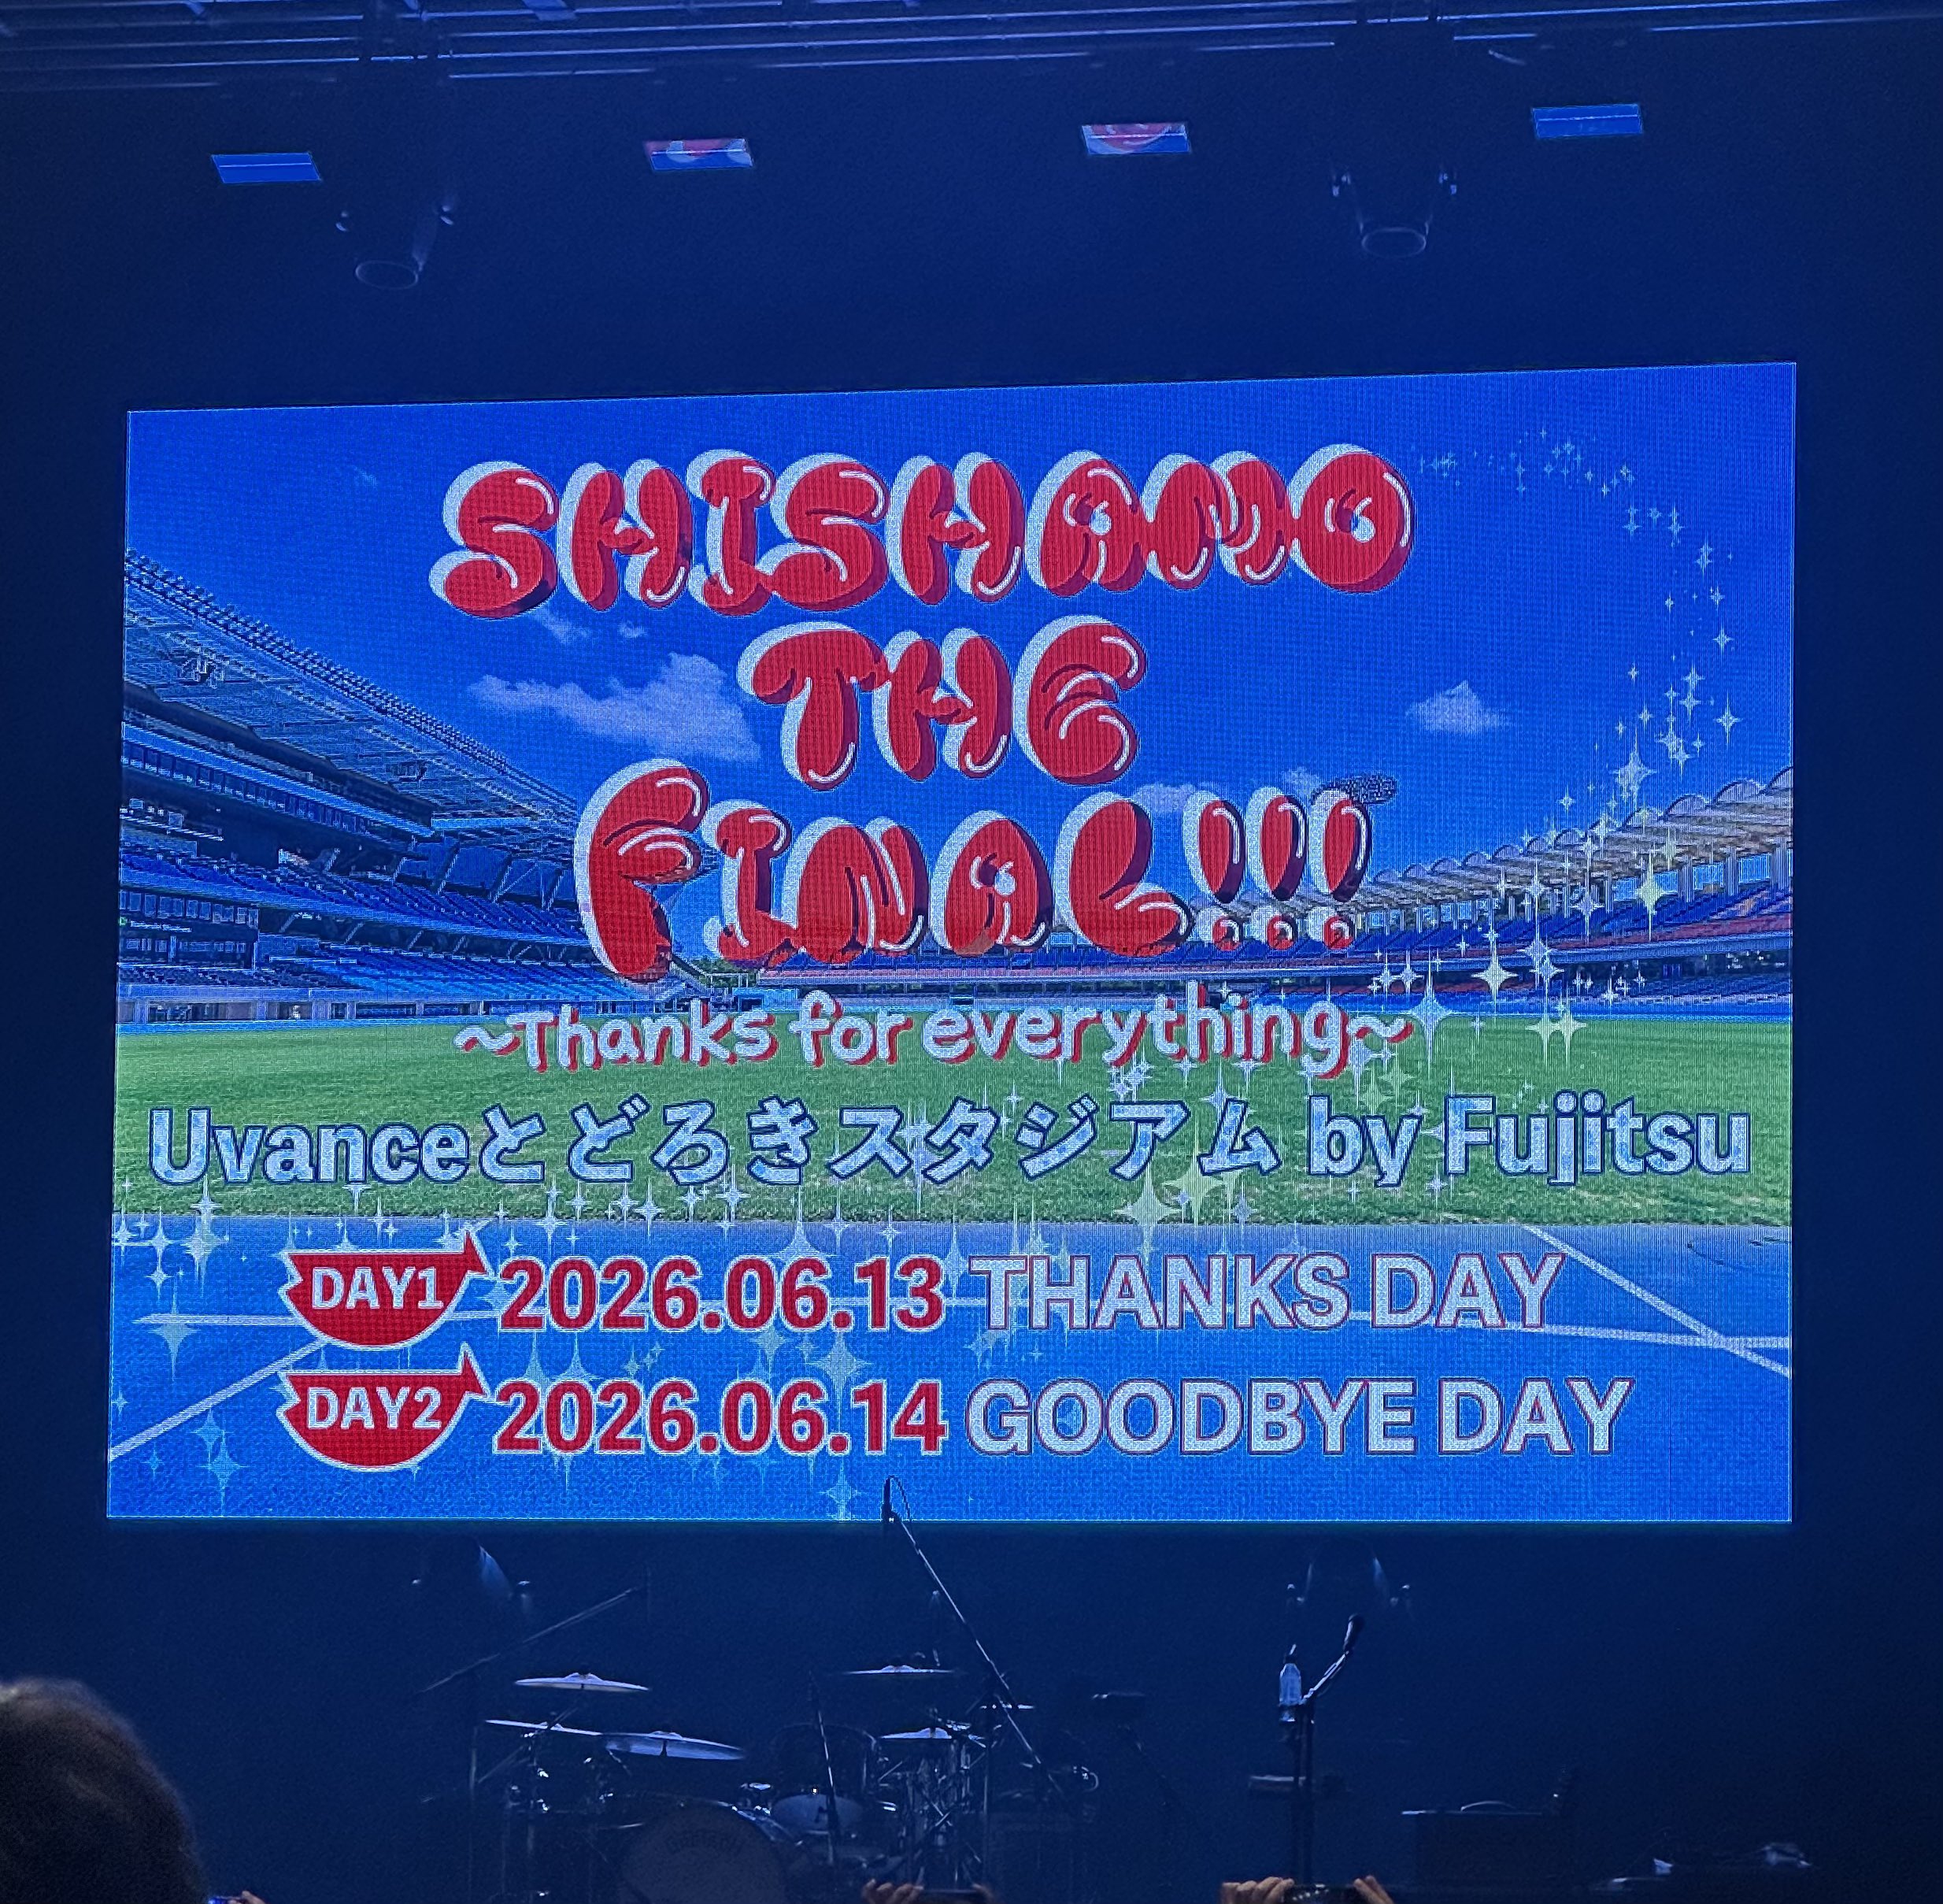 SHISHAMO
THE
FINAL!!!
~Thanks for everything~
Uvanceとどろきスタジアム by Fujitsu
DAY1 2026.06.13 THANKS DAY
DAY2 2026.06.14 GOODBYE DAY